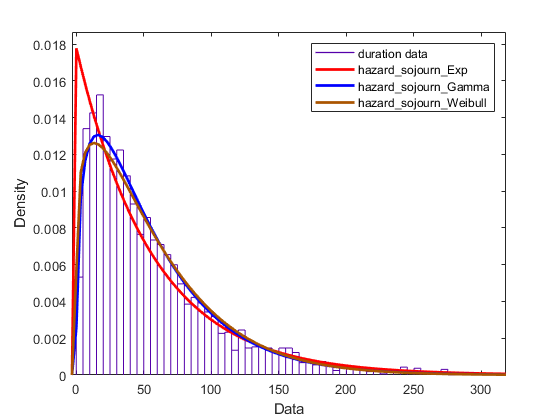 0.018
0.016
0.014
0.012
0.01
0.008
0.006
0.004
0.002
0
Density
duration data
hazard_sojourn_Exp
hazard_sojourn_Gamma
hazard_sojourn_Weibull
0 50 100 150 200 250 300
Data